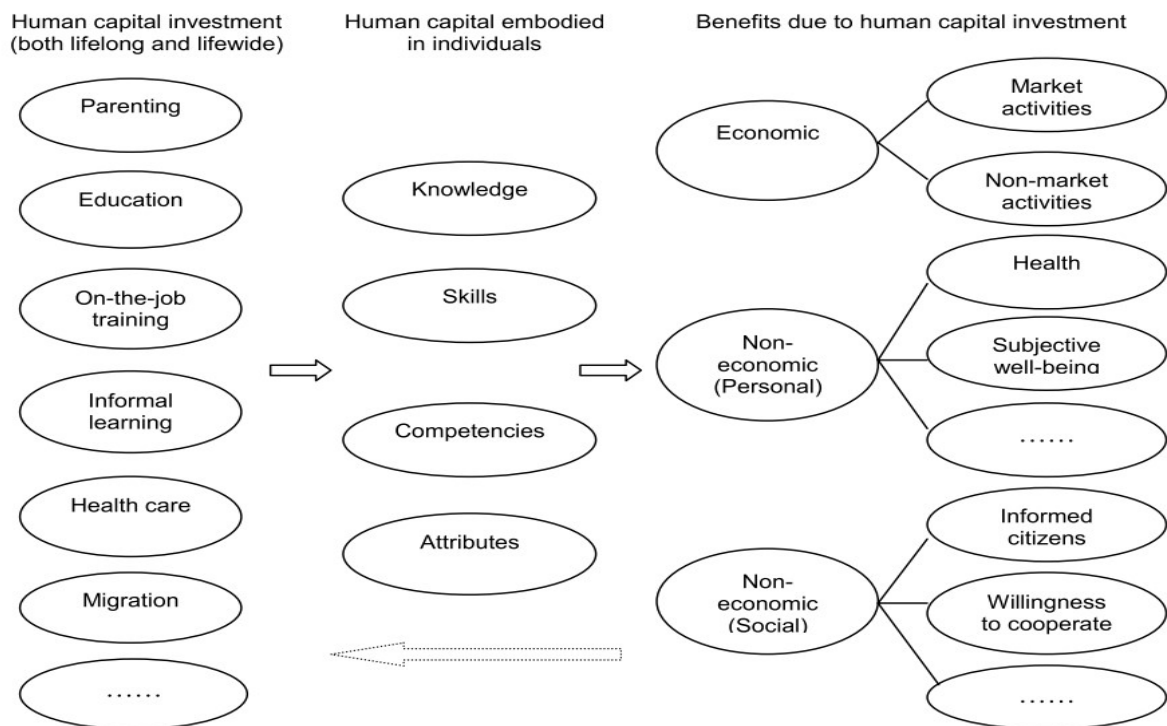 Human capital investment
(both lifelong and lifewide)
Human capital embodied
in individuals
Benefits due to human capital investment
Parenting
Education
On-the-job
training
Informal
learning
Health care
Migration
......
Knowledge
Skills
Competencies
Attributes
Economic
Market
activities
Non-market
activities
Non-
economic
(Personal)
Health
Subjective
well-being
......
Non-
economic
(Social)
Informed
citizens
Willingness
to cooperate
......